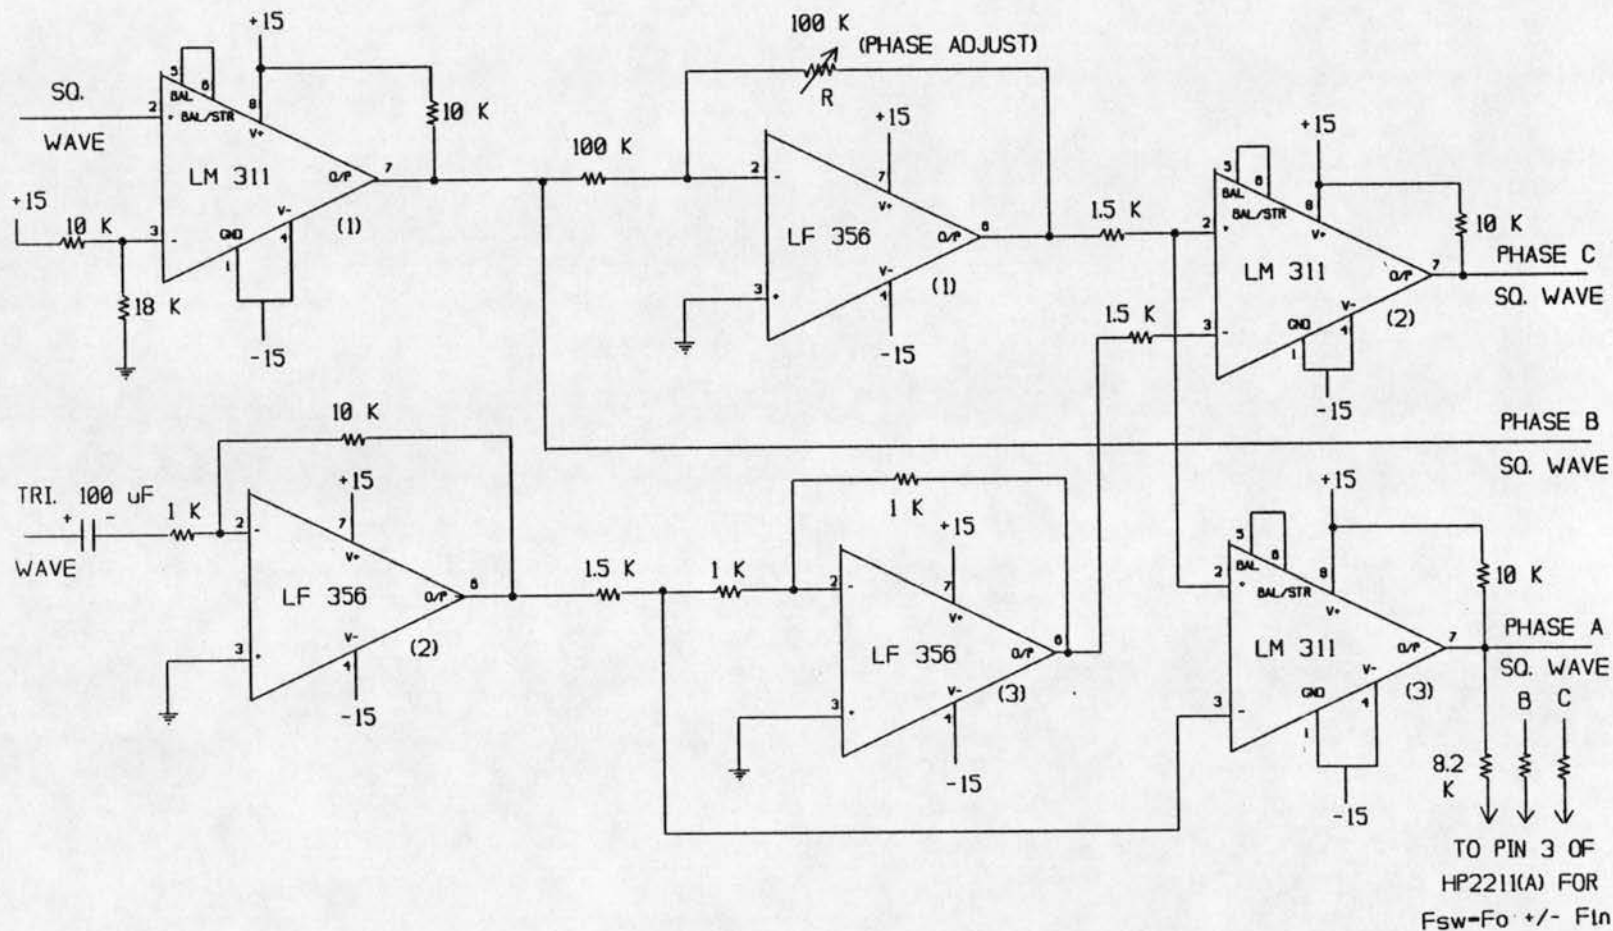 +15
100 K
(PHASE ADJUST)
R
SQ.
WAVE
2
+
5
BAL
6
BAL/STR
8
V+
10 K
LM 311
O/P
7
(1)
V-
4
GND
1
3
-
-15
+15
10 K
18 K
100 K
+15
2
-
7
V+
LF 356
O/P
6
V-
4
(1)
3
+
-15
1.5 K
1.5 K
+15
5
BAL
6
BAL/STR
8
V+
2
+
LM 311
O/P
7
10 K
PHASE C
SQ. WAVE
3
-
GND
1
V-
4
(2)
-15
PHASE B
SQ. WAVE
10 K
TRI.
100 uF
+
-
WAVE
1 K
+15
2
-
7
V+
LF 356
O/P
6
V-
4
(2)
3
+
-15
1.5 K
1 K
1 K
+15
2
-
7
V+
LF 356
O/P
6
V-
4
(3)
3
+
-15
+15
5
BAL
6
BAL/STR
8
V+
2
+
LM 311
O/P
7
10 K
PHASE A
SQ. WAVE
3
-
GND
1
V-
4
(3)
-15
B
C
8.2
K
TO PIN 3 OF
HP2211(A) FOR
Fsw=Fo +/- Fin